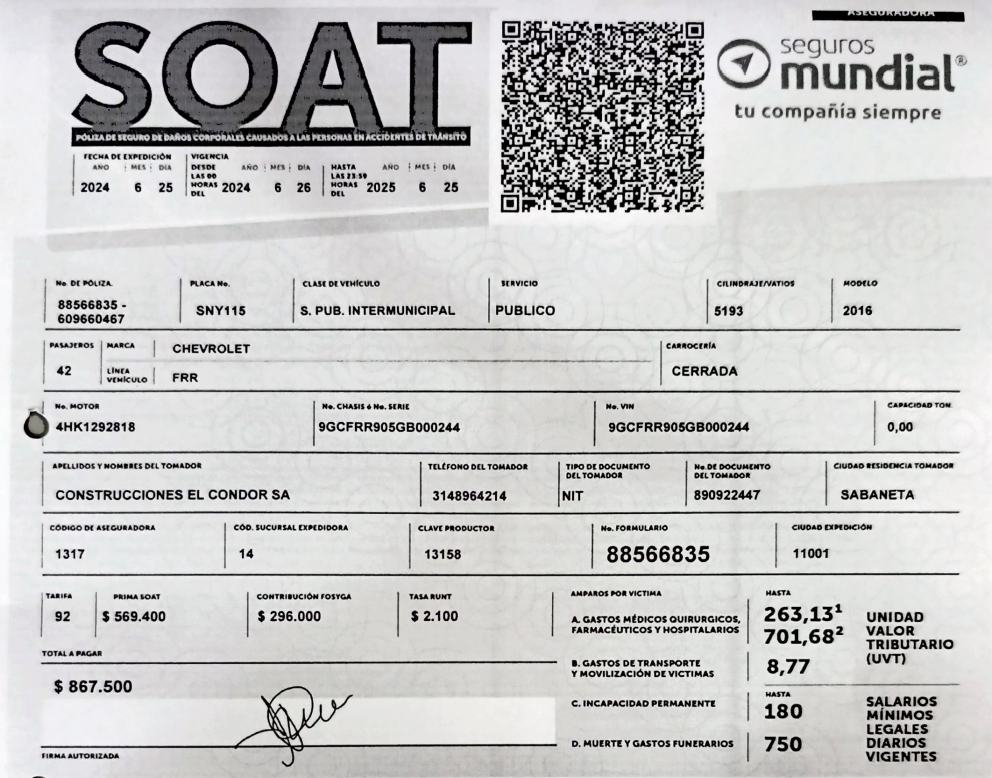 SOAT
PÓLIZA DE SEGURO DE DAÑOS CORPORALES CAUSADOS A LAS PERSONAS EN ACCIDENTES DE TRÁNSITO
ASEGURADORA
seguros
mundial®
tu compañía siempre
FECHA DE EXPEDICIÓN
AÑO MES DÍA
2024 6 25
VIGENCIA
DESDE LAS 00 HORAS DEL
AÑO MES DÍA
2024 6 26
HASTA LAS 23:59 HORAS DEL
AÑO MES DÍA
2025 6 25
No. DE PÓLIZA. PLACA No. CLASE DE VEHÍCULO SERVICIO CILINDRAJE/VATIOS MODELO
88566835 - 609660467 SNY115 S. PUB. INTERMUNICIPAL PUBLICO 5193 2016
PASAJEROS MARCA CHEVROLET CARROCERÍA
42 LÍNEA VEHÍCULO FRR CERRADA
No. MOTOR No. CHASIS ó No. SERIE No. VIN CAPACIDAD TON.
4HK1292818 9GCFRR905GB000244 9GCFRR905GB000244 0,00
APELLIDOS Y NOMBRES DEL TOMADOR TELÉFONO DEL TOMADOR TIPO DE DOCUMENTO DEL TOMADOR No. DE DOCUMENTO DEL TOMADOR CIUDAD RESIDENCIA TOMADOR
CONSTRUCCIONES EL CONDOR SA 3148964214 NIT 890922447 SABANETA
CÓDIGO DE ASEGURADORA CÓD. SUCURSAL EXPEDIDORA CLAVE PRODUCTOR No. FORMULARIO CIUDAD EXPEDICIÓN
1317 14 13158 88566835 11001
TARIFA PRIMA SOAT CONTRIBUCIÓN FOSYGA TASA RUNT
92 $ 569.400 $ 296.000 $ 2.100
TOTAL A PAGAR
$ 867.500
FIRMA AUTORIZADA
AMPAROS POR VICTIMA HASTA
A. GASTOS MÉDICOS QUIRURGICOS, FARMACÉUTICOS Y HOSPITALARIOS
263,13¹
701,68²
B. GASTOS DE TRANSPORTE Y MOVILIZACIÓN DE VICTIMAS
8,77
UNIDAD VALOR TRIBUTARIO (UVT)
HASTA
C. INCAPACIDAD PERMANENTE 180
D. MUERTE Y GASTOS FUNERARIOS 750
SALARIOS MÍNIMOS LEGALES DIARIOS VIGENTES